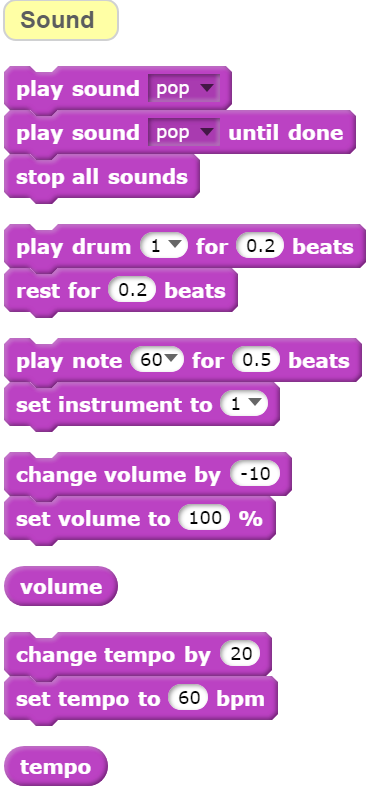 Sound
play sound pop
play sound pop until done
stop all sounds
play drum 1 for 0.2 beats
rest for 0.2 beats
play note 60 for 0.5 beats
set instrument to 1
change volume by -10
set volume to 100 %
volume
change tempo by 20
set tempo to 60 bpm
tempo